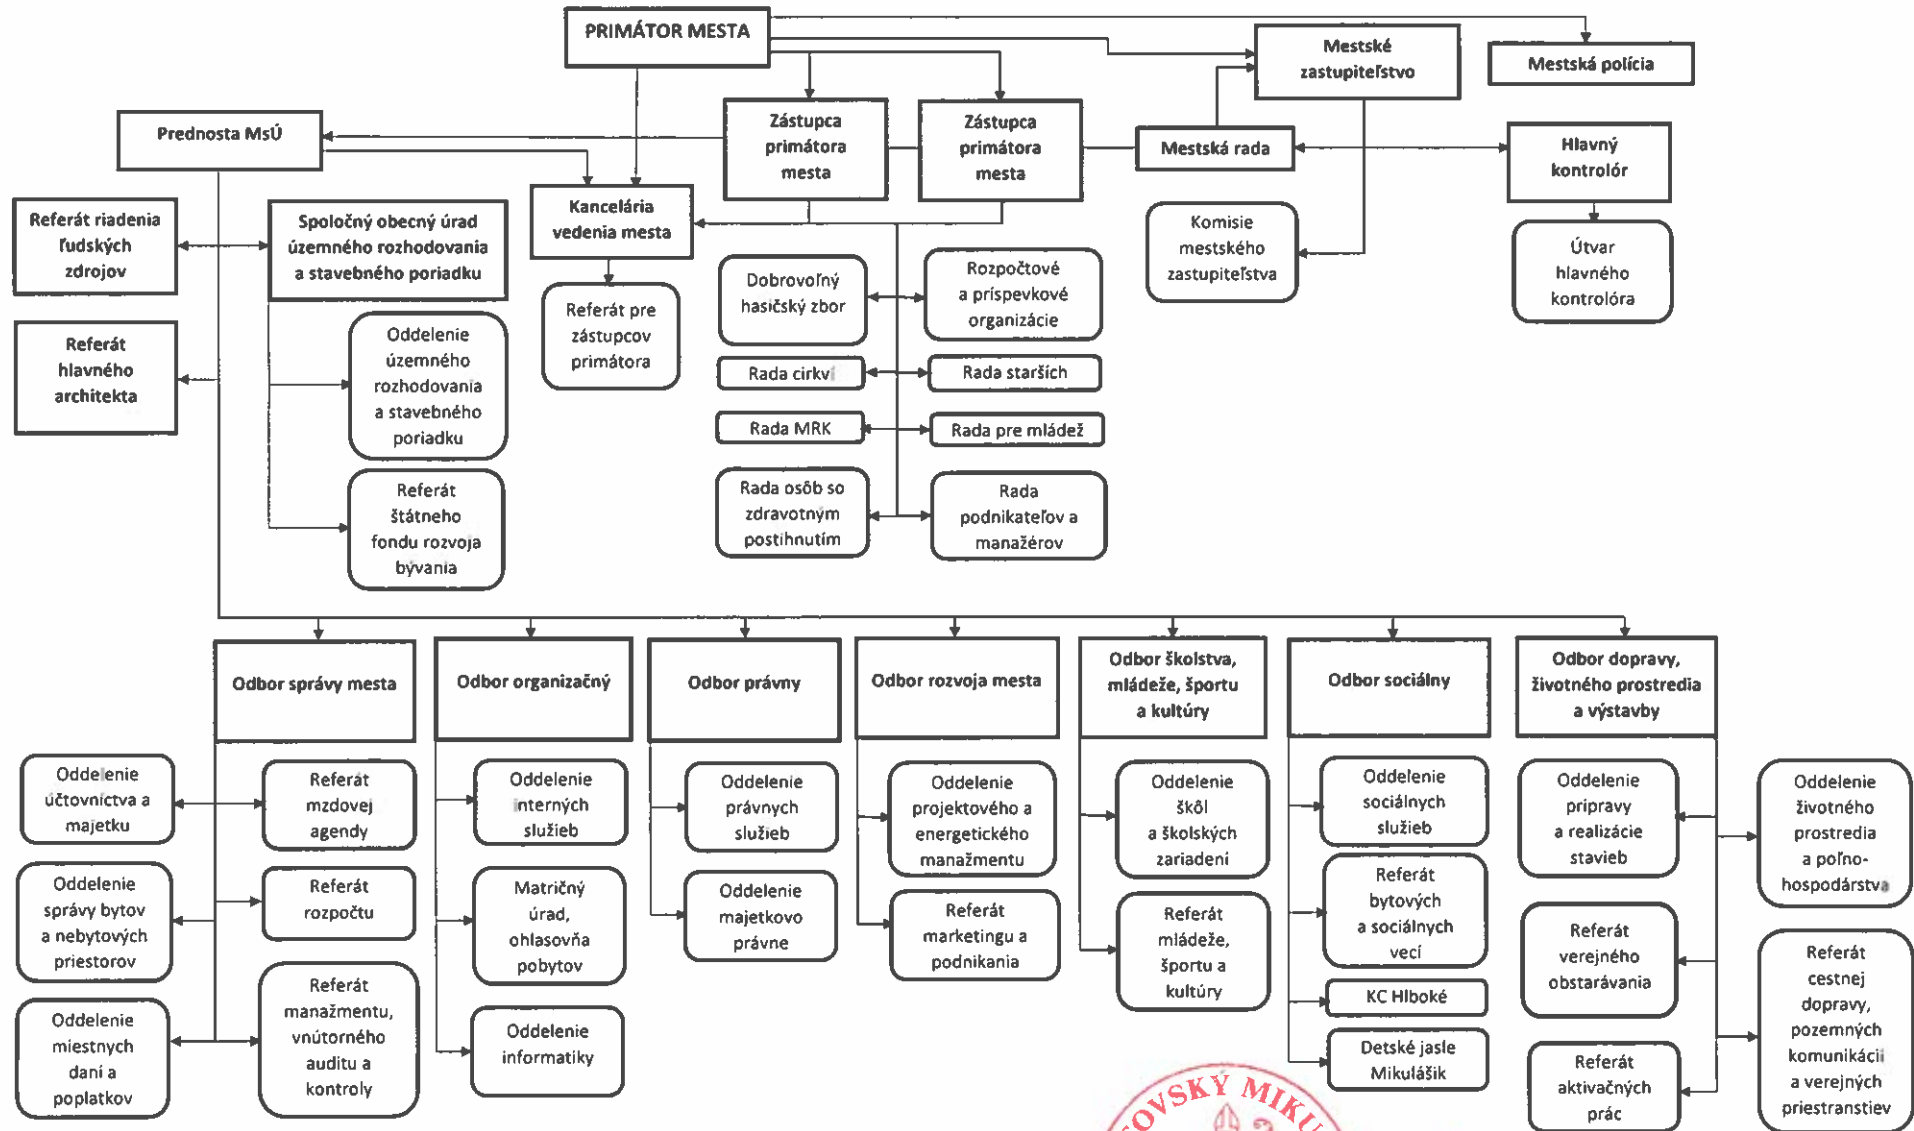 PRIMÁTOR MESTA
Mestské
zastupiteľstvo
Mestská polícia
Prednosta MsÚ
Zástupca
primátora
mesta
Zástupca
primátora
mesta
Mestská rada
Hlavný
kontrolór
Referát riadenia
ľudských
zdrojov
Spoločný obecný úrad
územného rozhodovania
a stavebného poriadku
Kancelária
vedenia mesta
Komisie
mestského
zastupiteľstva
Útvar
hlavného
kontrolóra
Referát
hlavného
architekta
Oddelenie
územného
rozhodovania
a stavebného
poriadku
Referát pre
zástupcov
primátora
Dobrovoľný
hasičský zbor
Rozpočtové
a príspevkové
organizácie
Rada cirkví
Rada starších
Rada MRK
Rada pre mládež
Referát
štátneho
fondu rozvoja
bývania
Rada osôb so
zdravotným
postihnutím
Rada
podnikateľov a
manažérov
Odbor správy mesta
Odbor organizačný
Odbor právny
Odbor rozvoja mesta
Odbor školstva,
mládeže, športu
a kultúry
Odbor sociálny
Odbor dopravy,
životného prostredia
a výstavby
Oddelenie
účtovníctva a
majetku
Referát
mzdovej
agendy
Oddelenie
správy bytov
a nebytových
priestorov
Referát
rozpočtu
Oddelenie
miestnych
daní a
poplatkov
Referát
manažmentu,
vnútorného
auditu a
kontroly
Oddelenie
interných
služieb
Matričný
úrad,
ohlasovňa
pobytov
Oddelenie
informatiky
Oddelenie
právnych
služieb
Oddelenie
majetkovo
právne
Oddelenie
projektového a
energetického
manažmentu
Referát
marketingu a
podnikania
Oddelenie
škôl
a školských
zariadení
Referát
mládeže,
športu a
kultúry
Oddelenie
sociálnych
služieb
Referát
bytových
a sociálnych
vecí
KC Hlboké
Detské jasle
Mikulášik
Oddelenie
prípravy
a realizácie
stavieb
Oddelenie
životného
prostredia
a poľno-
hospodárstva
Referát
verejného
obstarávania
Referát
cestnej
dopravy,
pozemných
komunikácií
a verejných
priestranstiev
Referát
aktivačných
prác
OVSKÝ MIKU